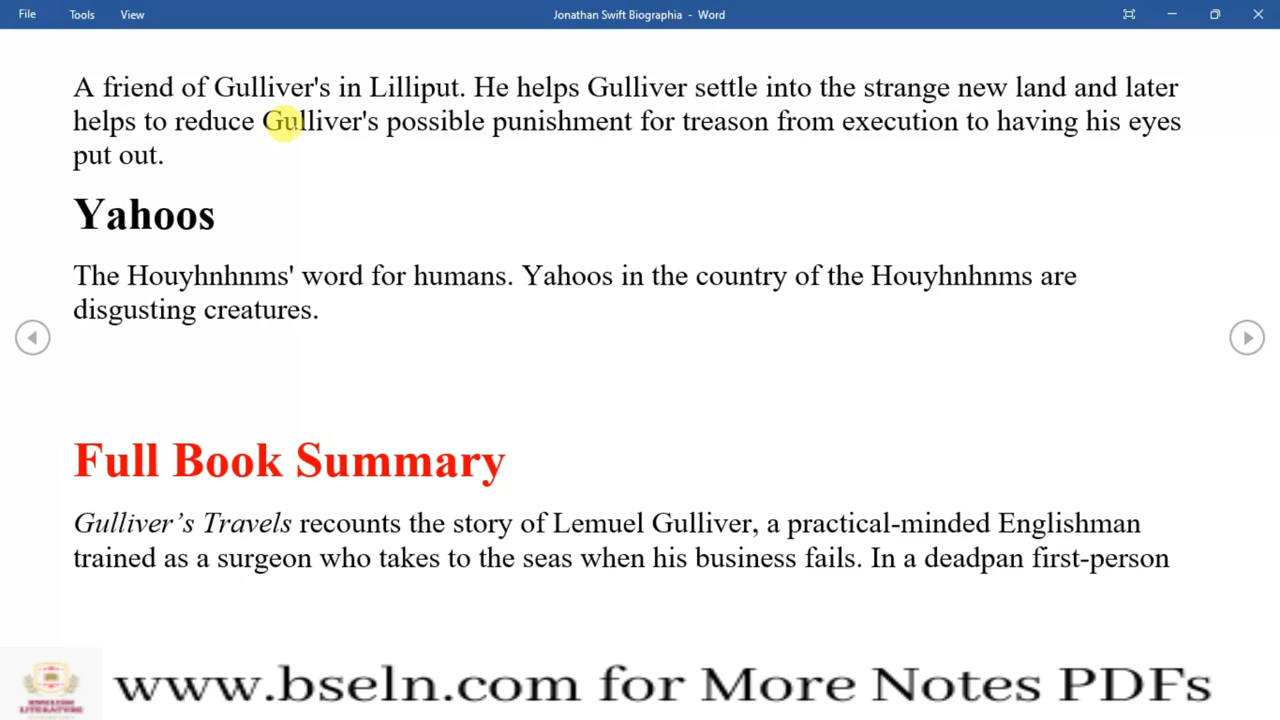 File Tools View Jonathan Swift Biographia - Word
A friend of Gulliver's in Lilliput. He helps Gulliver settle into the strange new land and later
helps to reduce Gulliver's possible punishment for treason from execution to having his eyes
put out.
Yahoos
The Houyhnhnms' word for humans. Yahoos in the country of the Houyhnhnms are
disgusting creatures.
Full Book Summary
Gulliver’s Travels recounts the story of Lemuel Gulliver, a practical-minded Englishman
trained as a surgeon who takes to the seas when his business fails. In a deadpan first-person
www.bseln.com for More Notes PDFs
ENGLISH
LITERATURE